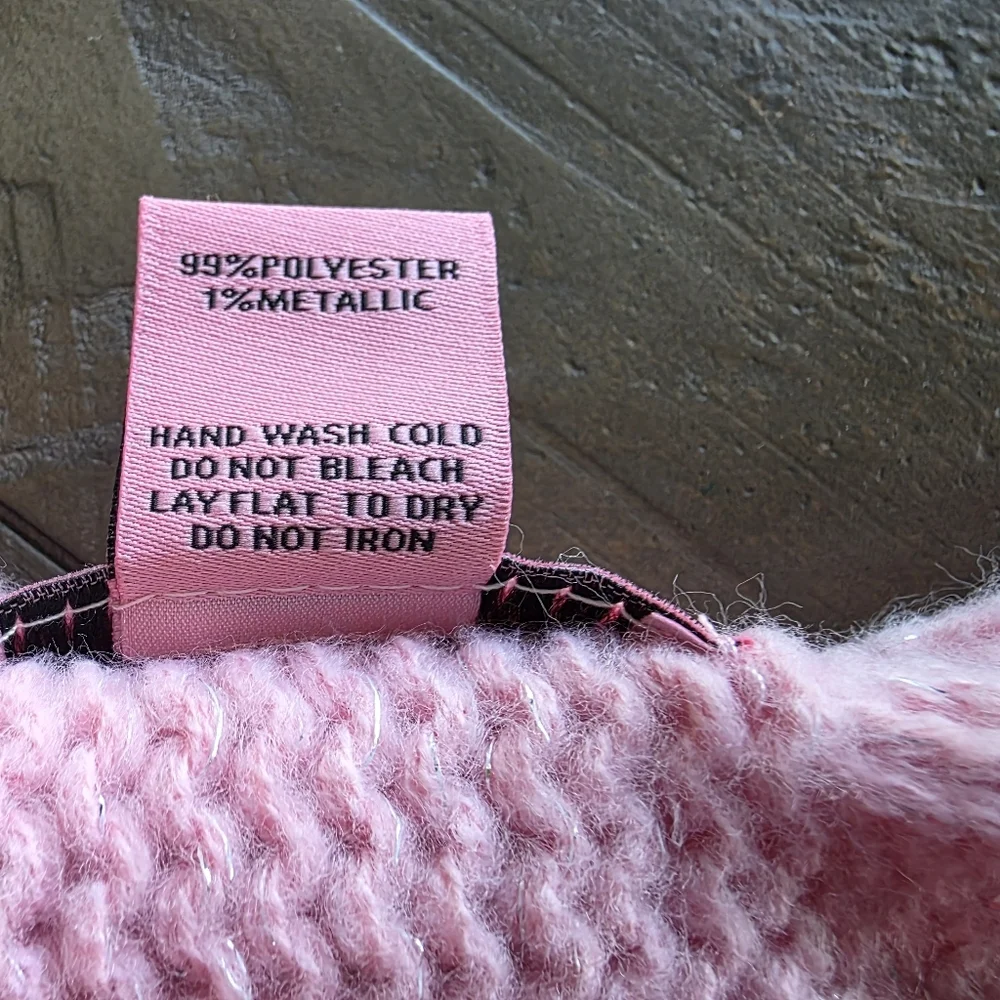 99%POLYESTER
1%METALLIC
HAND WASH COLD
DO NOT BLEACH
LAY FLAT TO DRY
DO NOT IRON